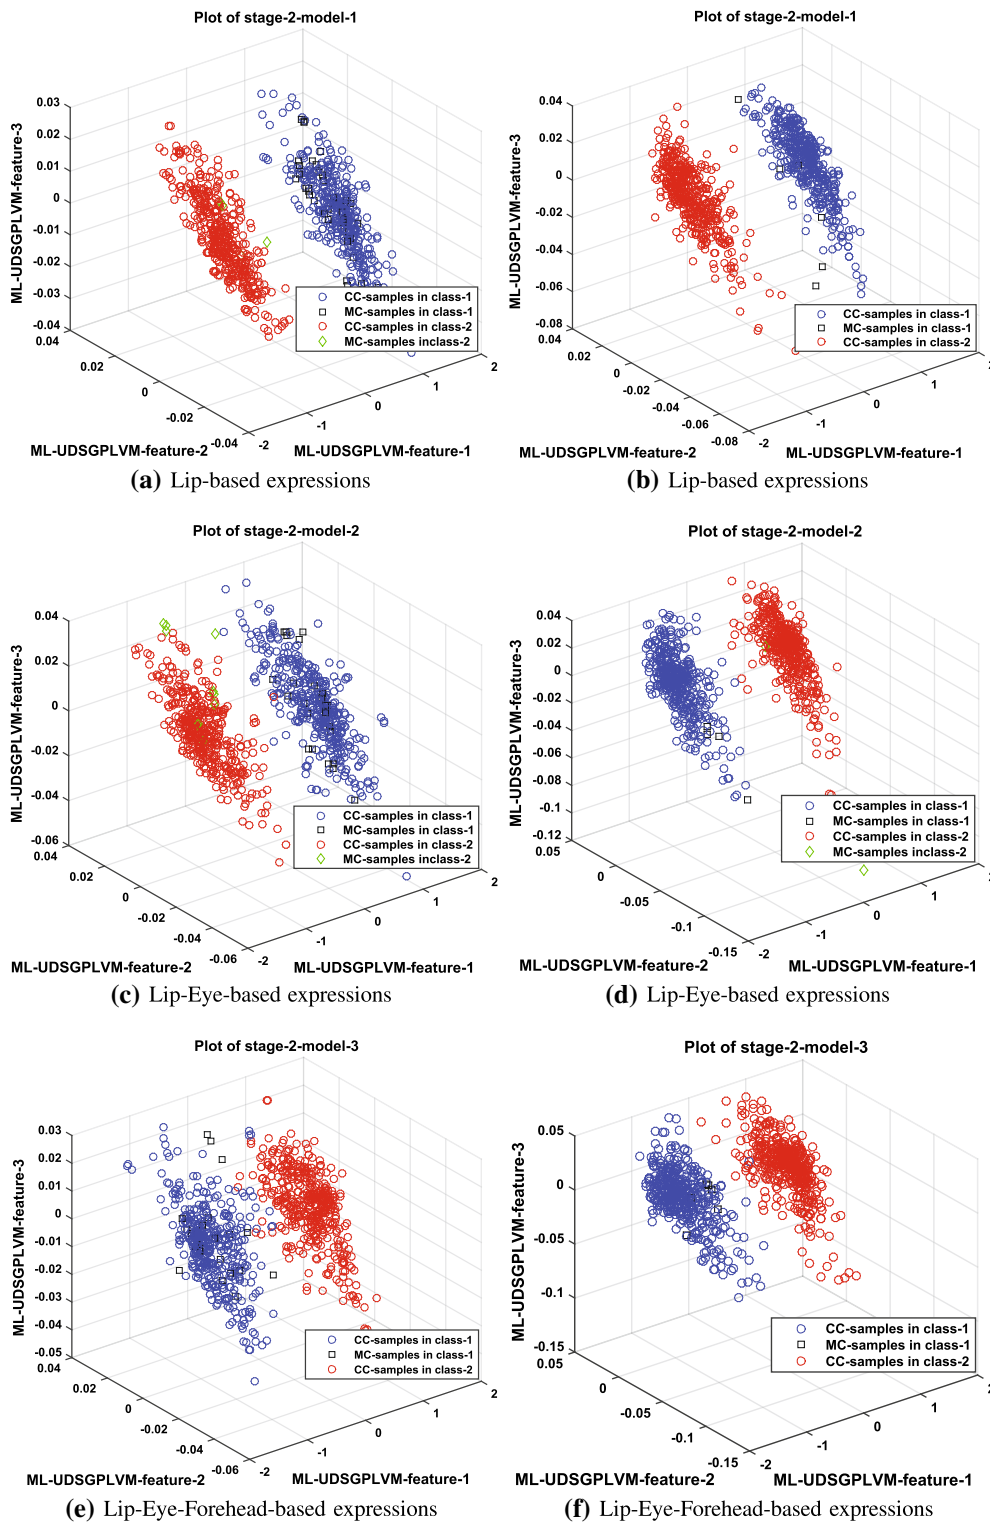 Plot of stage-2-model-1
ML-UDSGPLVM-feature-3
0.03
0.02
0.01
0
-0.01
-0.02
-0.03
-0.04
0.04
0.02
0
-0.02
-0.04
-2
-1
0
1
2
CC-samples in class-1
MC-samples in class-1
CC-samples in class-2
MC-samples inclass-2
ML-UDSGPLVM-feature-2
ML-UDSGPLVM-feature-1
(a) Lip-based expressions
Plot of stage-2-model-1
ML-UDSGPLVM-feature-3
0.04
0.02
0
-0.02
-0.04
-0.06
-0.08
0.04
0.02
0
-0.02
-0.04
-0.06
-0.08
-2
-1
0
1
2
CC-samples in class-1
MC-samples in class-1
CC-samples in class-2
ML-UDSGPLVM-feature-2
ML-UDSGPLVM-feature-1
(b) Lip-based expressions
Plot of stage-2-model-2
ML-UDSGPLVM-feature-3
0.04
0.02
0
-0.02
-0.04
-0.06
0.04
0.02
0
-0.02
-0.04
-0.06
-2
-1
0
1
2
CC-samples in class-1
MC-samples in class-1
CC-samples in class-2
MC-samples inclass-2
ML-UDSGPLVM-feature-2
ML-UDSGPLVM-feature-1
(c) Lip-Eye-based expressions
Plot of stage-2-model-2
ML-UDSGPLVM-feature-3
0.04
0.02
0
-0.02
-0.04
-0.06
-0.08
-0.1
-0.12
0.05
0
-0.05
-0.1
-0.15
-2
-1
0
1
2
CC-samples in class-1
MC-samples in class-1
CC-samples in class-2
MC-samples inclass-2
ML-UDSGPLVM-feature-2
ML-UDSGPLVM-feature-1
(d) Lip-Eye-based expressions
Plot of stage-2-model-3
ML-UDSGPLVM-feature-3
0.03
0.02
0.01
0
-0.01
-0.02
-0.03
-0.04
-0.05
0.04
0.02
0
-0.02
-0.04
-0.06
-2
-1
0
1
2
CC-samples in class-1
MC-samples in class-1
CC-samples in class-2
ML-UDSGPLVM-feature-2
ML-UDSGPLVM-feature-1
(e) Lip-Eye-Forehead-based expressions
Plot of stage-2-model-3
ML-UDSGPLVM-feature-3
0.05
0
-0.05
-0.1
-0.15
0.05
0
-0.05
-0.1
-0.15
-2
-1
0
1
2
CC-samples in class-1
MC-samples in class-1
CC-samples in class-2
ML-UDSGPLVM-feature-2
ML-UDSGPLVM-feature-1
(f) Lip-Eye-Forehead-based expressions